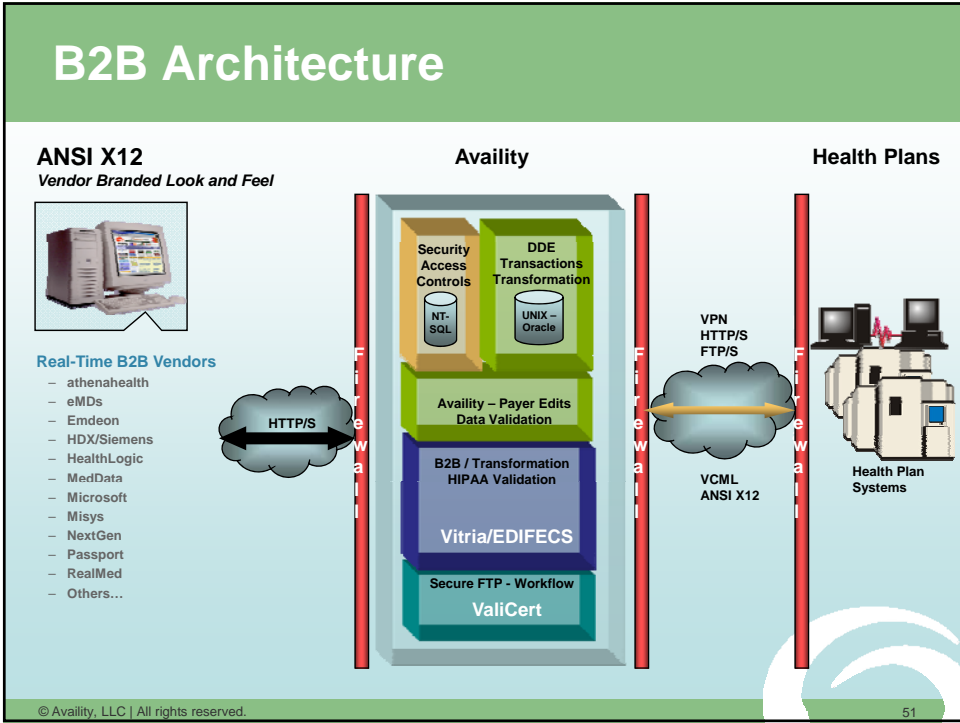 B2B Architecture
ANSI X12
Vendor Branded Look and Feel
Availity
Health Plans
Real-Time B2B Vendors
– athenahealth
– eMDs
– Emdeon
– HDX/Siemens
– HealthLogic
– MedData
– Microsoft
– Misys
– NextGen
– Passport
– RealMed
– Others…
HTTP/S
Firewall
Security
Access
Controls
NT-
SQL
DDE
Transactions
Transformation
UNIX –
Oracle
Availity – Payer Edits
Data Validation
B2B / Transformation
HIPAA Validation
Vitria/EDIFECS
Secure FTP - Workflow
ValiCert
Firewall
VPN
HTTP/S
FTP/S
VCML
ANSI X12
Firewall
Health Plan
Systems
© Availity, LLC | All rights reserved.
51